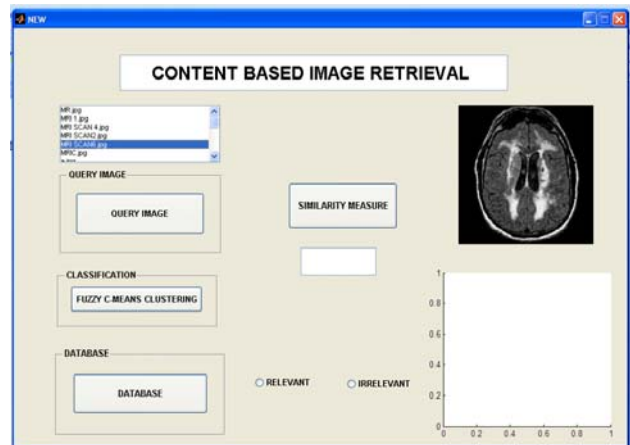 NEW
CONTENT BASED IMAGE RETRIEVAL
MR.jpg
MRI 1.jpg
MRI SCAN 4.jpg
MRI SCAN2.jpg
MRI SCAN6.jpg
MRIC.jpg
QUERY IMAGE
QUERY IMAGE
SIMILARITY MEASURE
CLASSIFICATION
FUZZY C-MEANS CLUSTERING
DATABASE
DATABASE
RELEVANT
IRRELEVANT
1
0.8
0.6
0.4
0.2
0
0 0.2 0.4 0.6 0.8 1